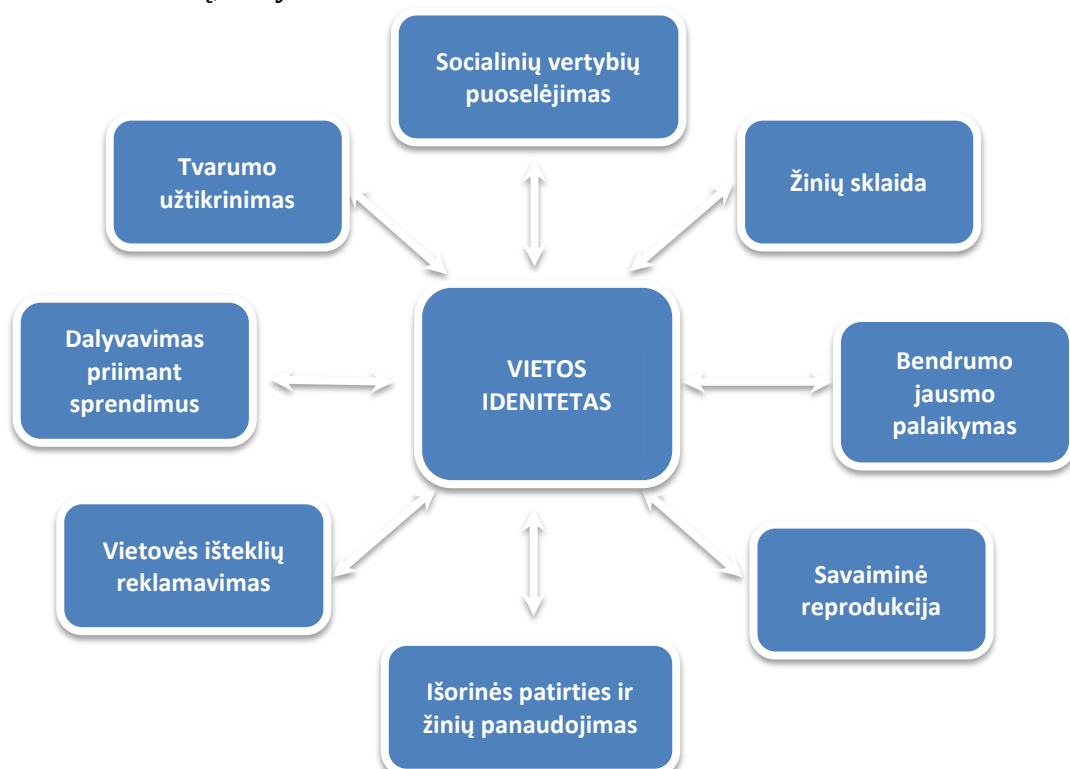 Socialinių vertybių
puoselėjimas
Tvarumo
užtikrinimas
Žinių sklaida
Dalyvavimas
priimant
sprendimus
VIETOS
IDENITETAS
Bendrumo
jausmo
palaikymas
Vietovės išteklių
reklamavimas
Savaiminė
reprodukcija
Išorinės patirties ir
žinių panaudojimas